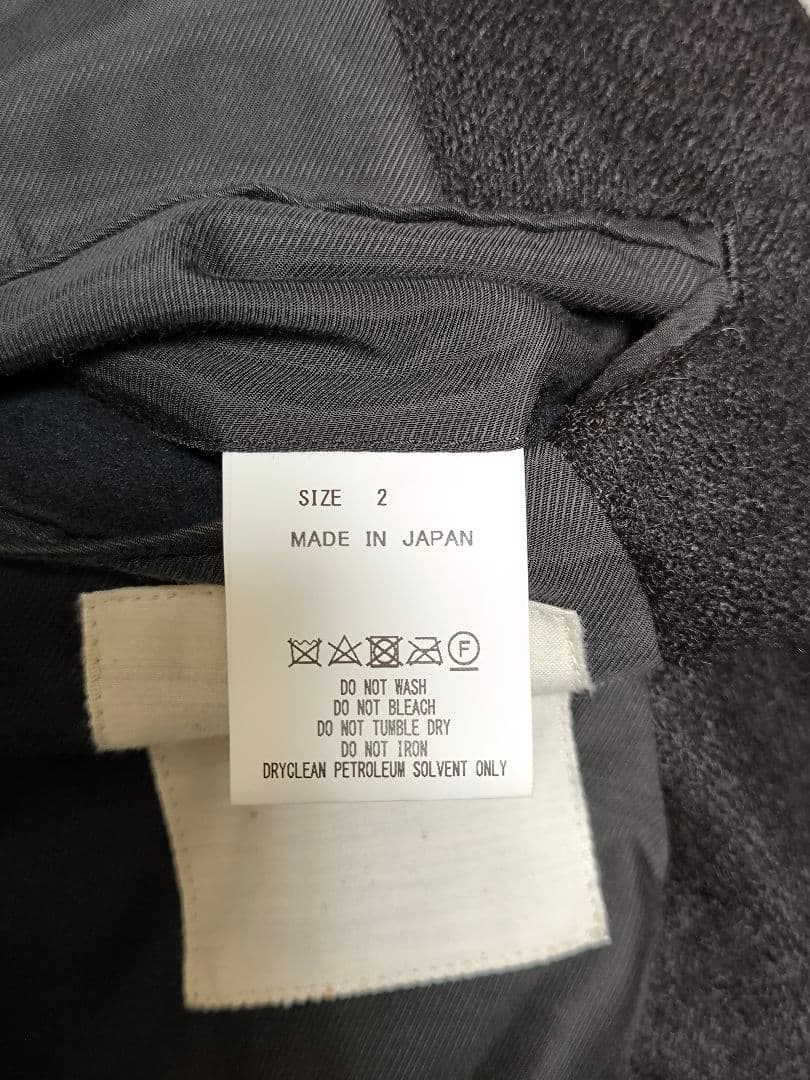 SIZE 2
MADE IN JAPAN
F
DO NOT WASH
DO NOT BLEACH
DO NOT TUMBLE DRY
DO NOT IRON
DRYCLEAN PETROLEUM SOLVENT ONLY